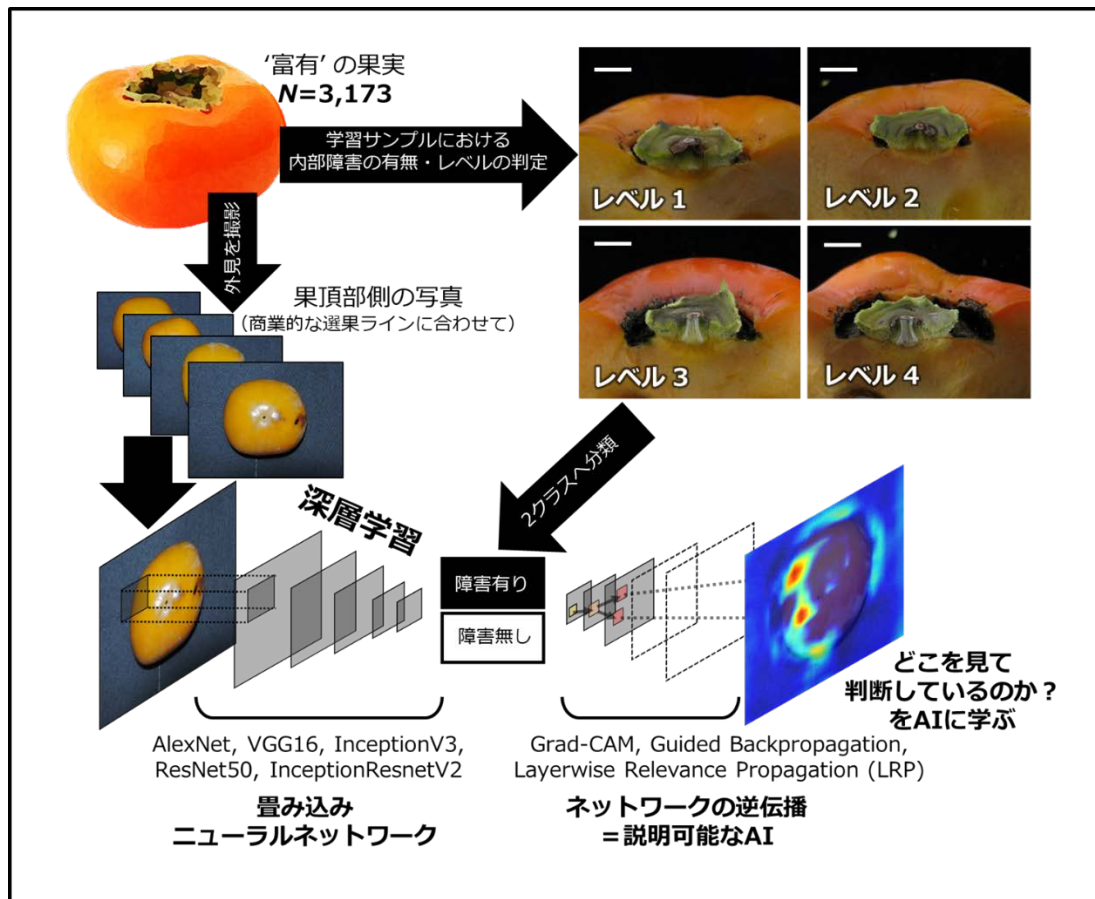 ‘富有’ の果実
N=3,173
学習サンプルにおける
内部障害の有無・レベルの判定
レベル 1
レベル 2
レベル 3
レベル 4
外見を撮影
果頂部側の写真
（商業的な選果ラインに合わせて）
2クラスへ分類
深層学習
障害有り
障害無し
どこを見て
判断しているのか？
をAIに学ぶ
AlexNet, VGG16, InceptionV3,
ResNet50, InceptionResnetV2
畳み込み
ニューラルネットワーク
Grad-CAM, Guided Backpropagation,
Layerwise Relevance Propagation (LRP)
ネットワークの逆伝播
＝説明可能なAI